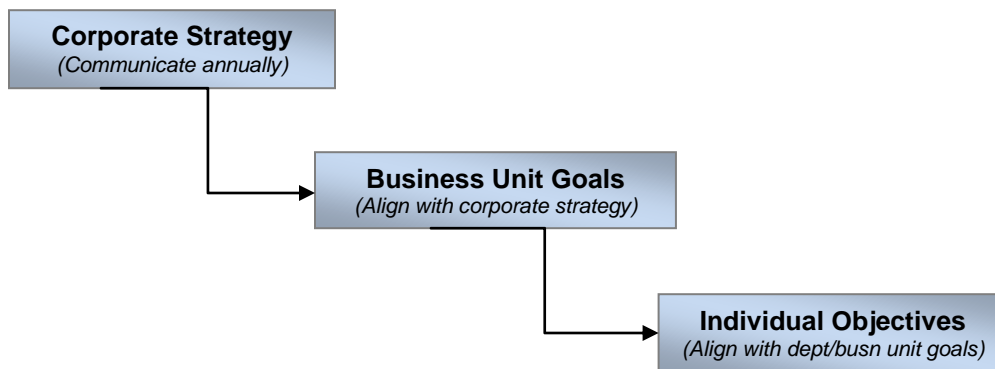 Corporate Strategy
(Communicate annually)
Business Unit Goals
(Align with corporate strategy)
Individual Objectives
(Align with dept/busn unit goals)